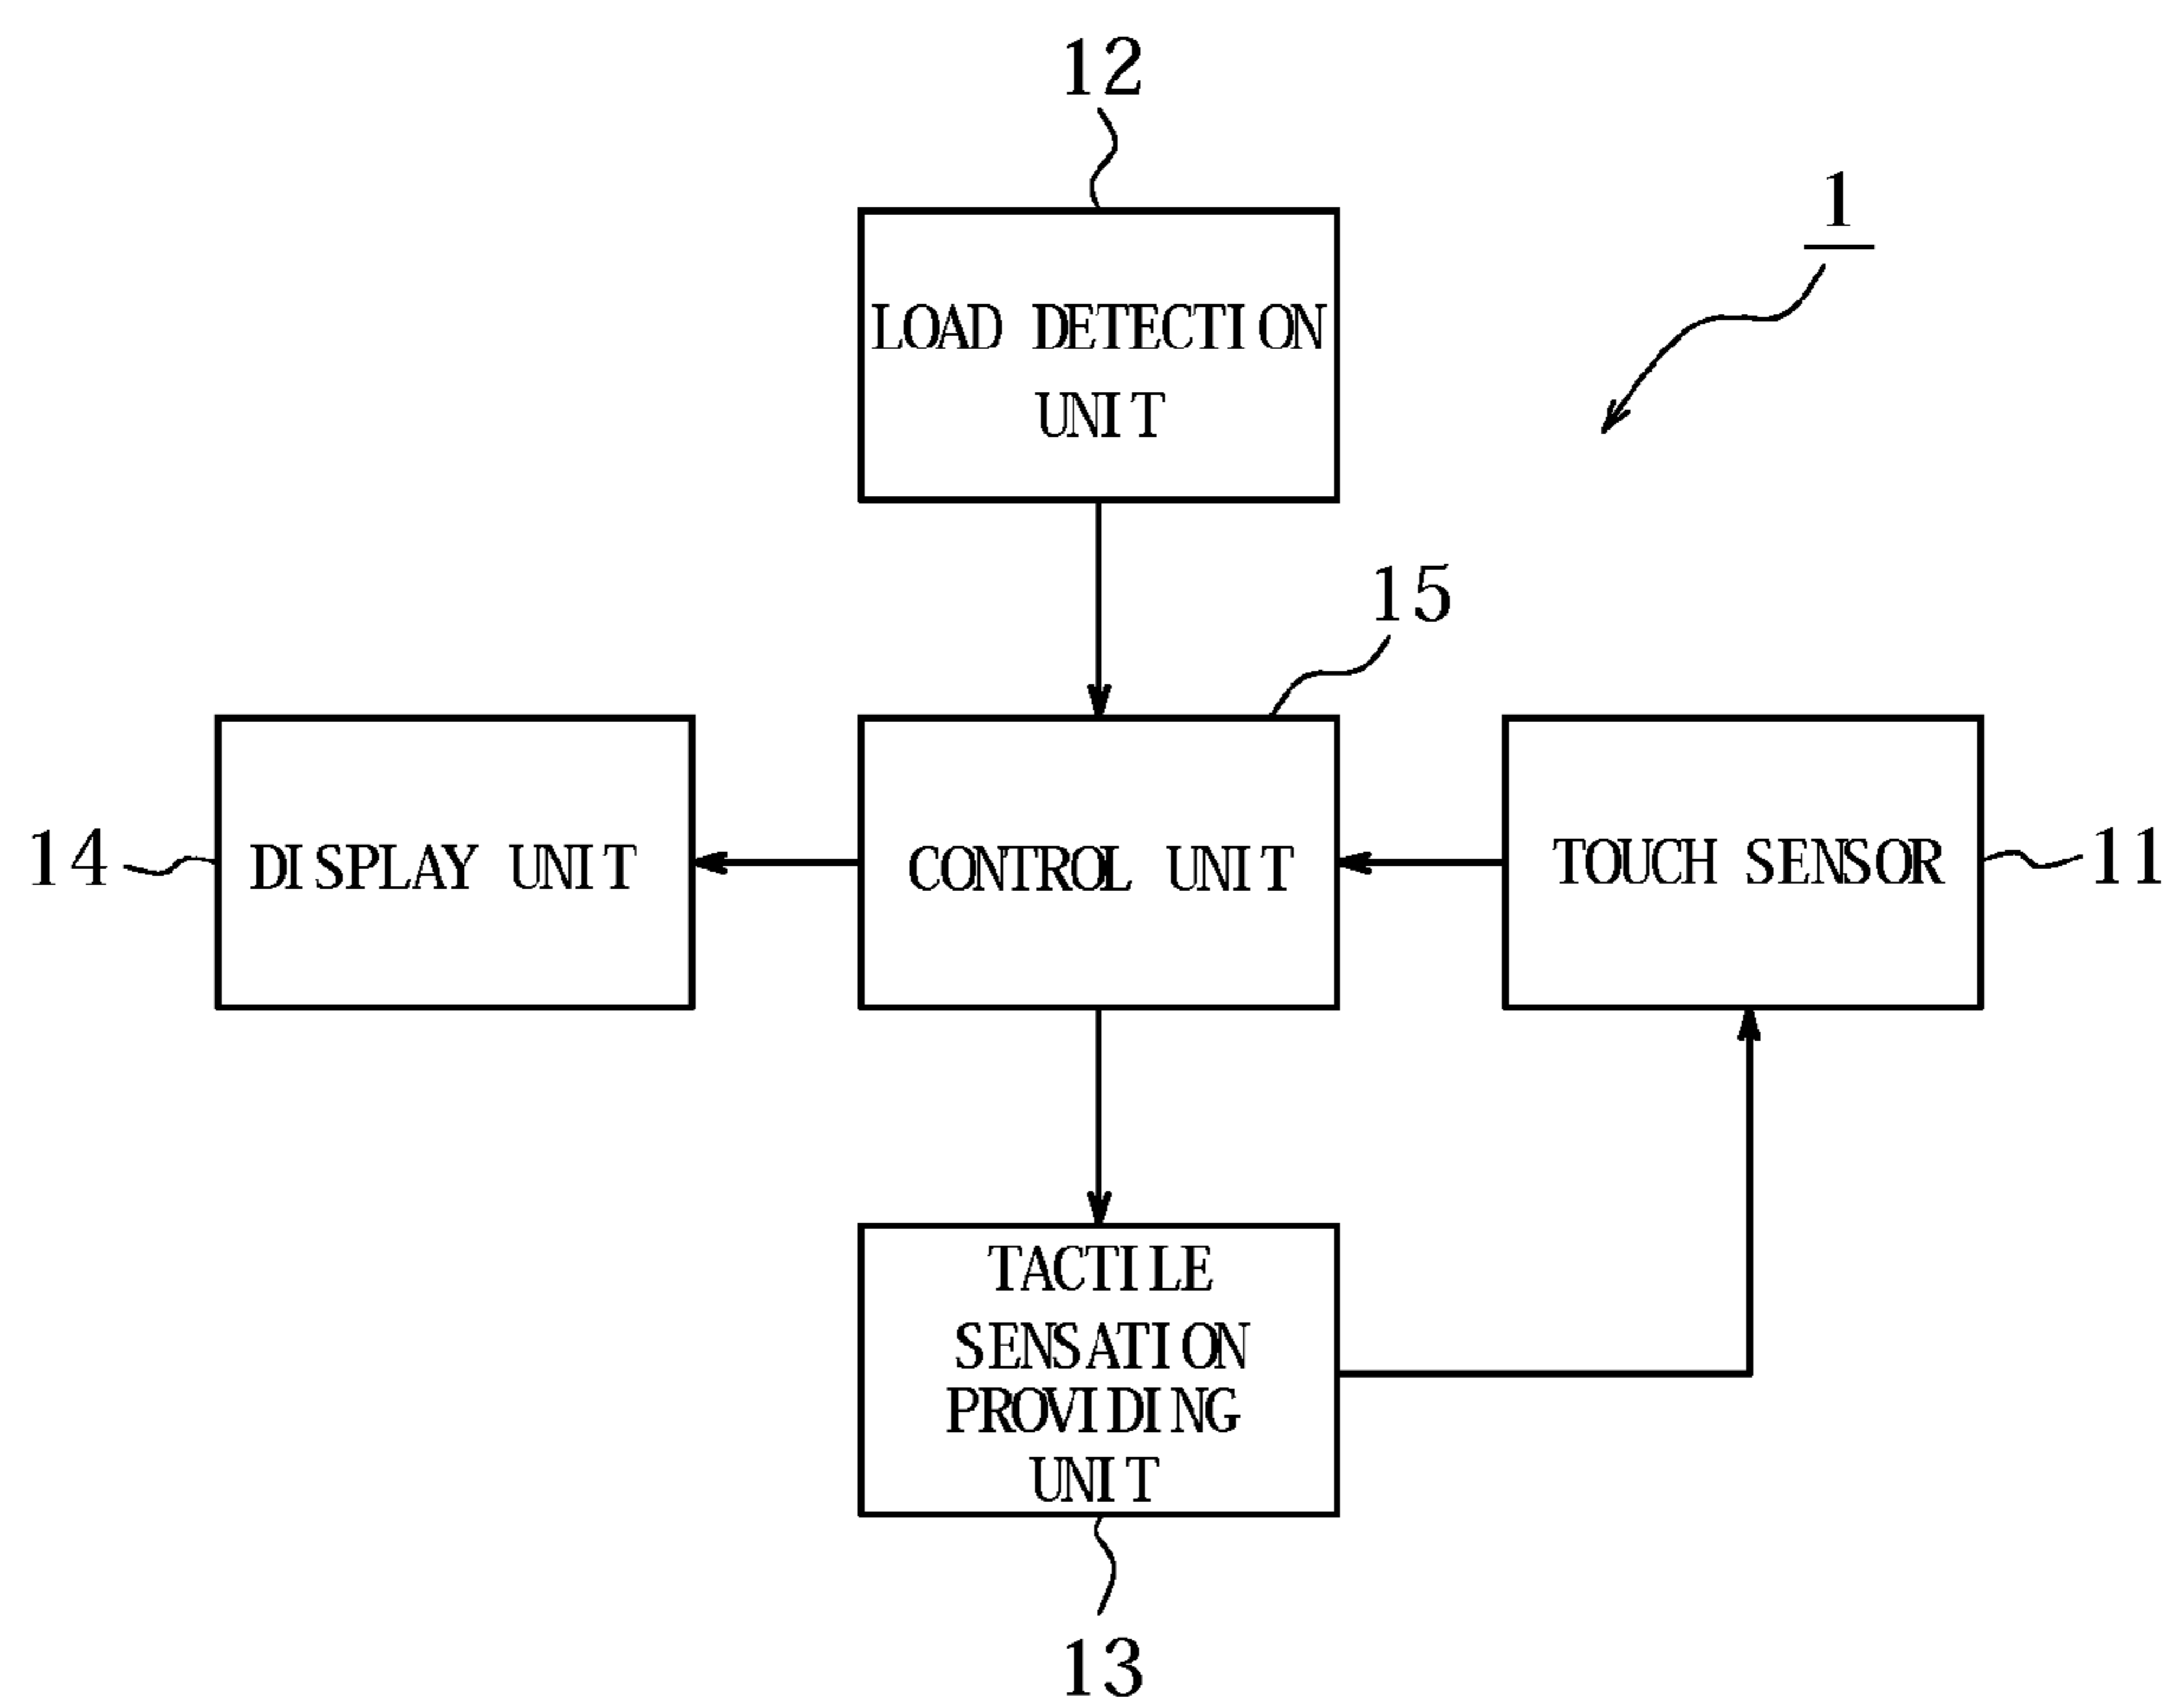 12
1
LOAD DETECTION
UNIT
15
14
DISPLAY UNIT
CONTROL UNIT
TOUCH SENSOR
11
TACTILE
SENSATION
PROVIDING
UNIT
13